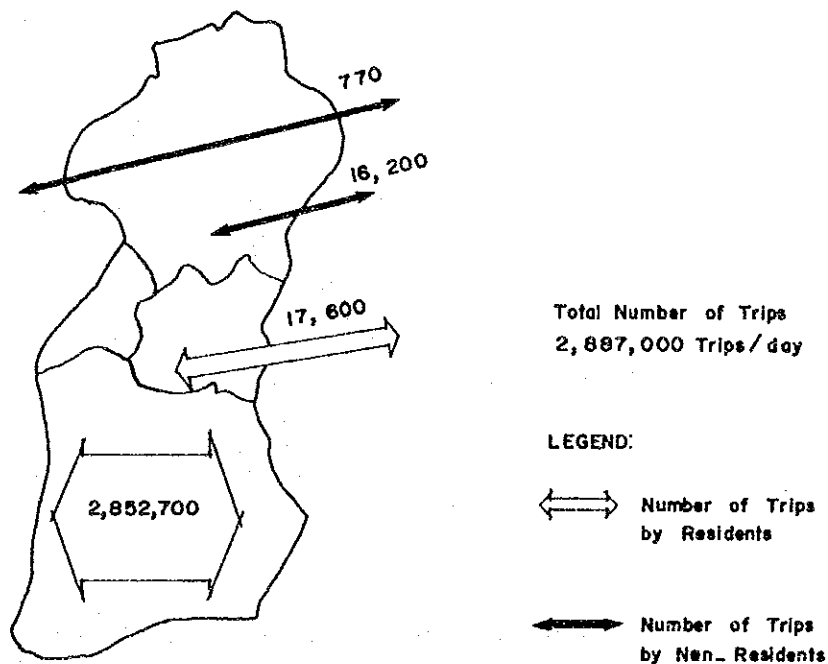 770
16,200
17,600
Total Number of Trips
2,887,000 Trips/day
LEGEND:
2,852,700
Number of Trips
by Residents
Number of Trips
by Non_Residents